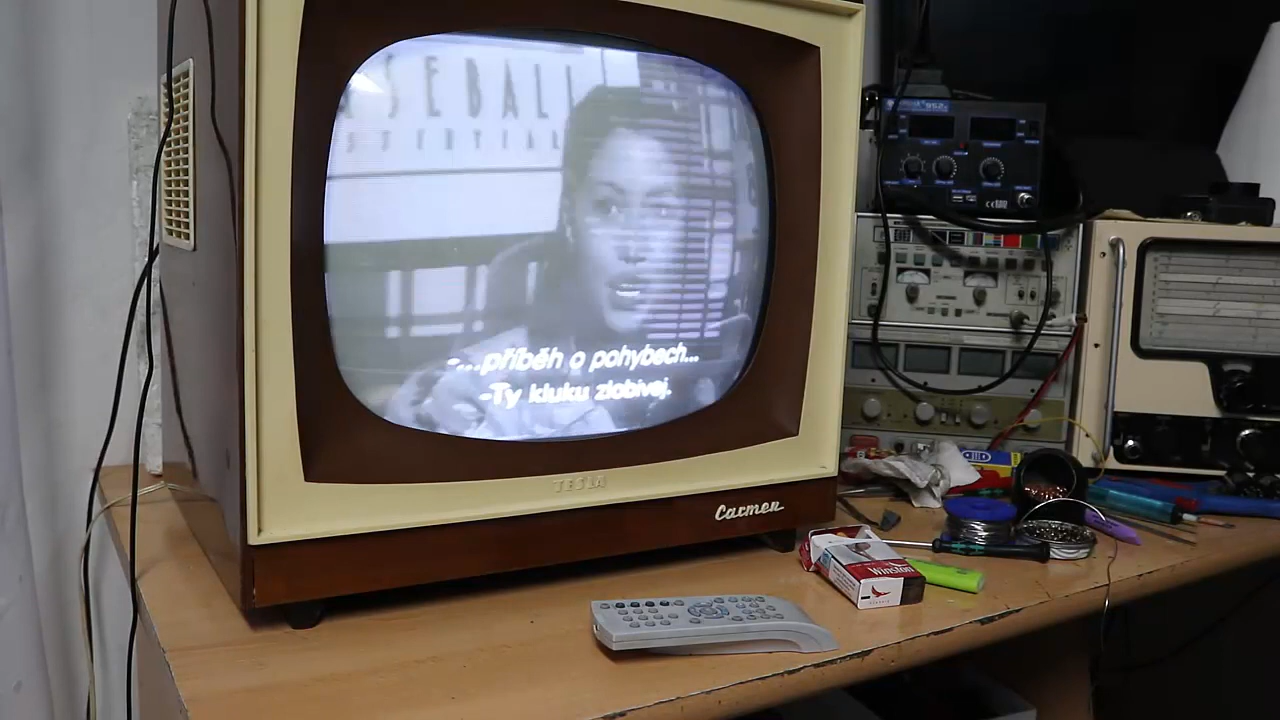 SEBALL
...příběh o pohybech...
-Ty kluku zlobivej.
TESLA
Carmen
Winston